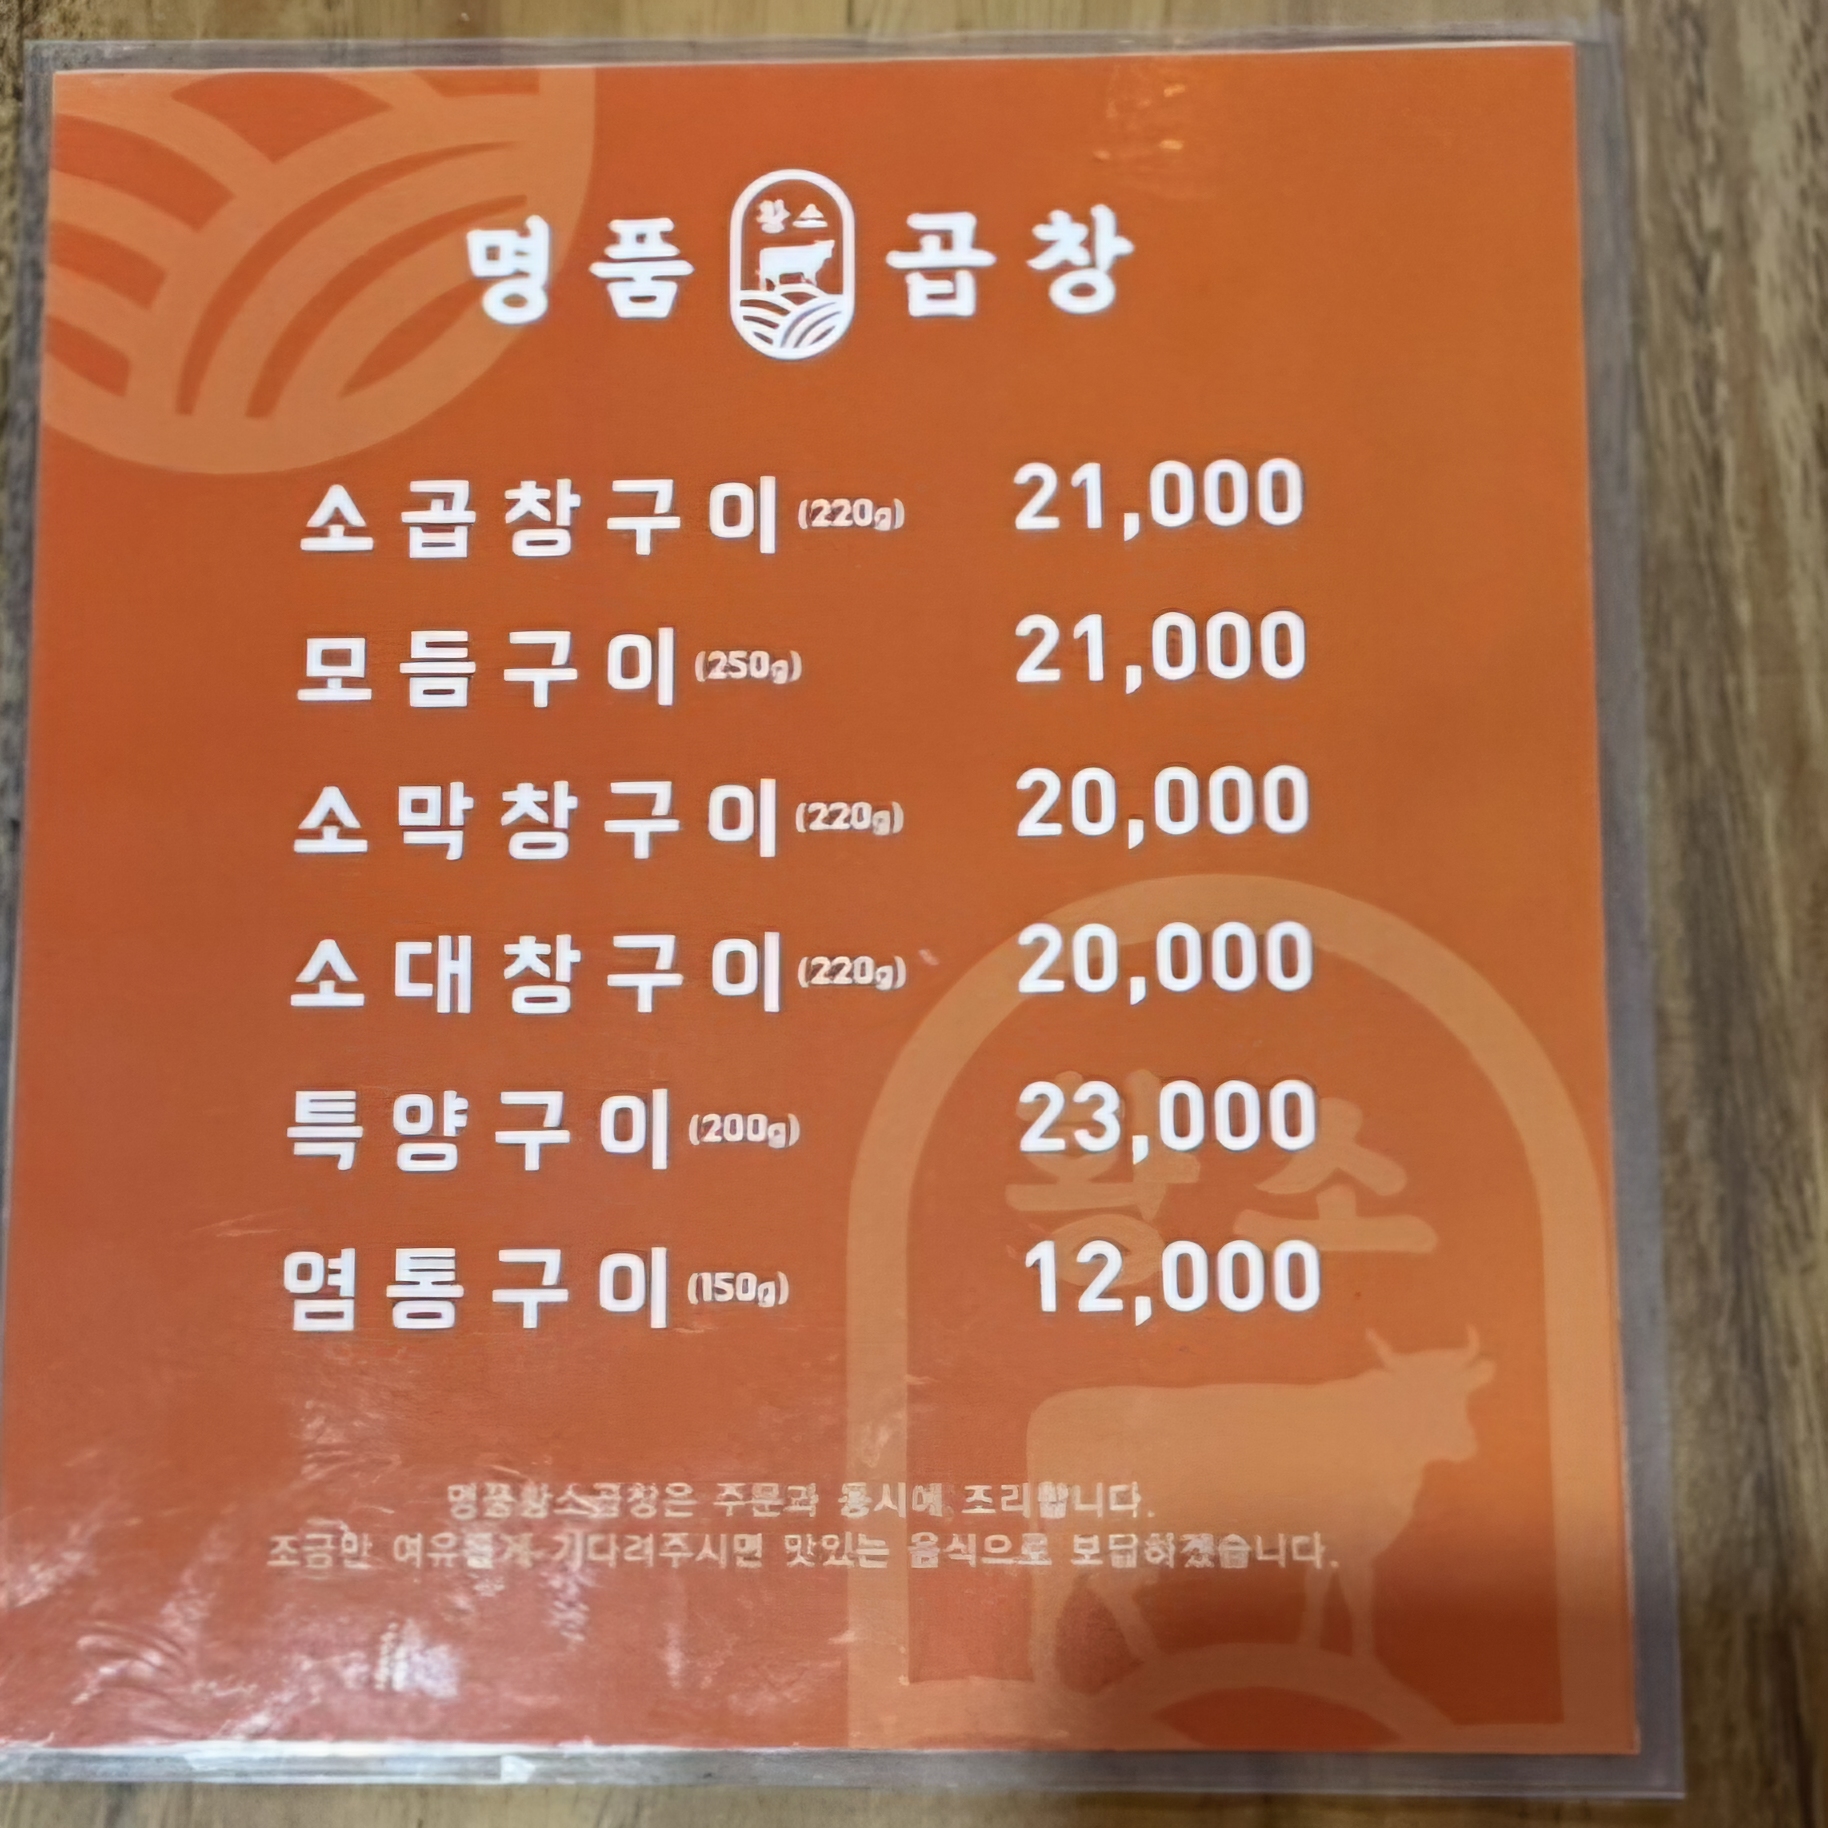 명품 황소 곱창
소곱창구이(220g) 21,000
모듬구이(250g) 21,000
소막창구이(220g) 20,000
소대창구이(220g) 20,000
특양구이(200g) 23,000
염통구이(150g) 12,000
황소
명품황소곱창은 주문과 동시에 조리합니다.
조금만 여유롭게 기다려주시면 맛있는 음식으로 보답하겠습니다.